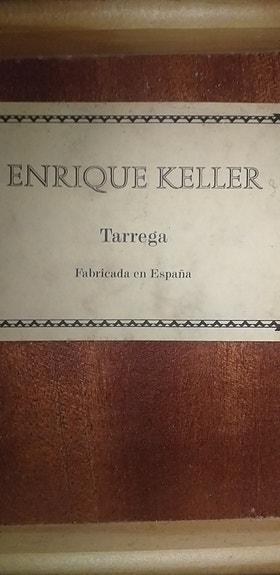 ENRIQUE KELLER
Tarrega
Fabricada en España